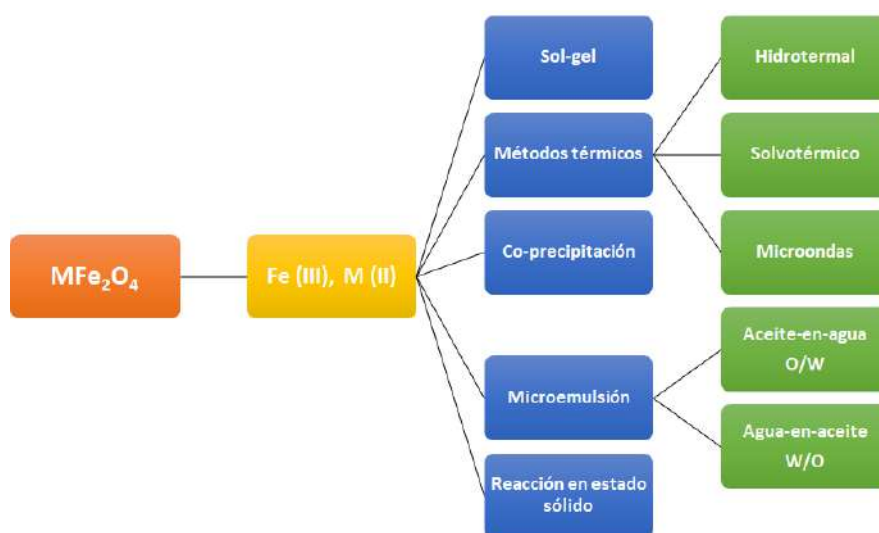 MFe₂O₄
Fe (III), M (II)
Sol-gel
Métodos térmicos
Co-precipitación
Microemulsión
Reacción en estado
sólido
Hidrotermal
Solvotérmico
Microondas
Aceite-en-agua
O/W
Agua-en-aceite
W/O